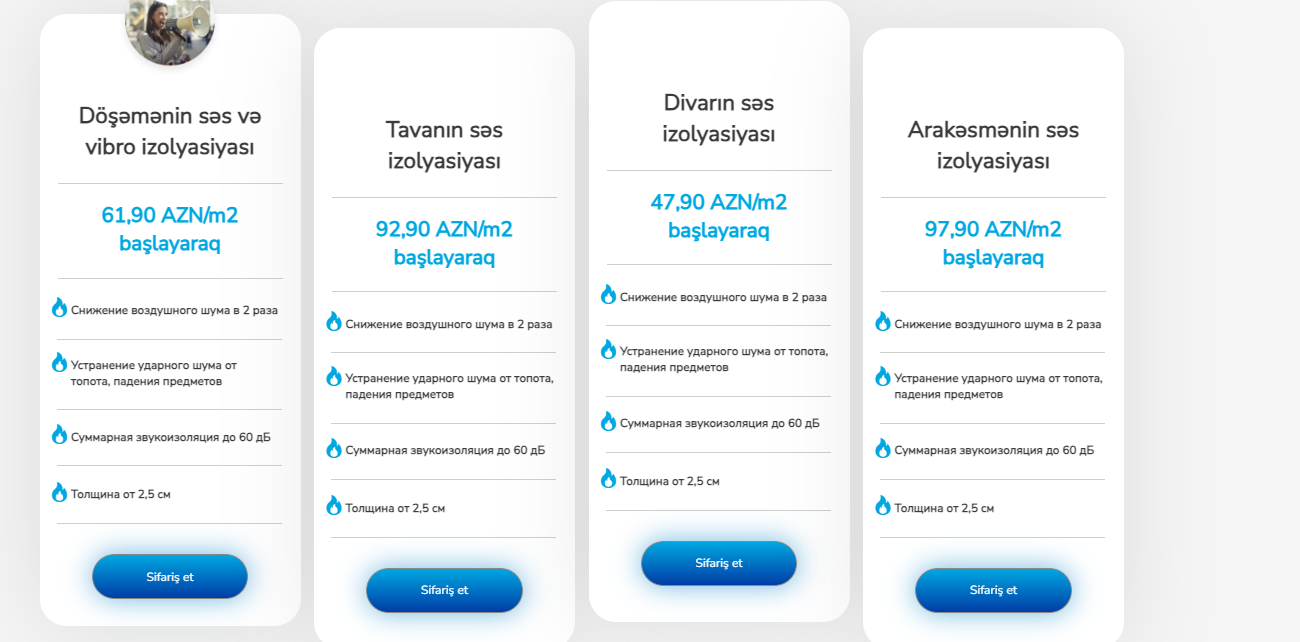 Döşəmənin səs və
vibro izolyasiyası
61,90 AZN/m2
başlayaraq
Снижение воздушного шума в 2 раза
Устранение ударного шума от
топота, падения предметов
Суммарная звукоизоляция до 60 дБ
Толщина от 2,5 см
Sifariş et
Tavanın səs
izolyasiyası
92,90 AZN/m2
başlayaraq
Снижение воздушного шума в 2 раза
Устранение ударного шума от топота,
падения предметов
Суммарная звукоизоляция до 60 дБ
Толщина от 2,5 см
Sifariş et
Divarın səs
izolyasiyası
47,90 AZN/m2
başlayaraq
Снижение воздушного шума в 2 раза
Устранение ударного шума от топота,
падения предметов
Суммарная звукоизоляция до 60 дБ
Толщина от 2,5 см
Sifariş et
Arakəsmənin səs
izolyasiyası
97,90 AZN/m2
başlayaraq
Снижение воздушного шума в 2 раза
Устранение ударного шума от топота,
падения предметов
Суммарная звукоизоляция до 60 дБ
Толщина от 2,5 см
Sifariş et